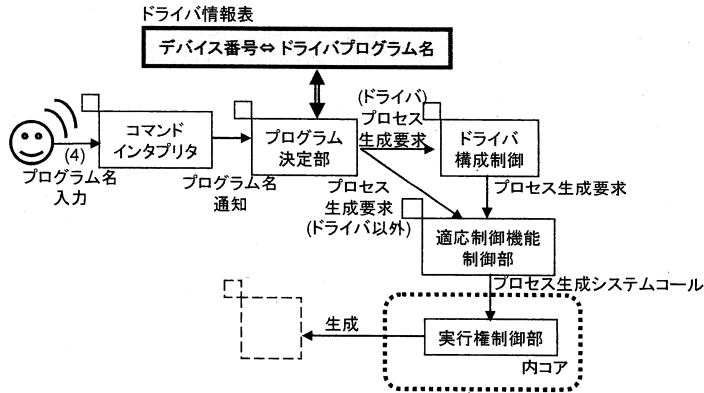 ドライバ情報表
デバイス番号⇔ドライバプログラム名
(4)
プログラム名
入力
コマンド
インタプリタ
プログラム名
通知
プログラム
決定部
(ドライバ)
プロセス
生成要求
ドライバ
構成制御
プロセス
生成要求
(ドライバ以外)
プロセス生成要求
適応制御機能
制御部
プロセス生成システムコール
生成
実行権制御部
内コア